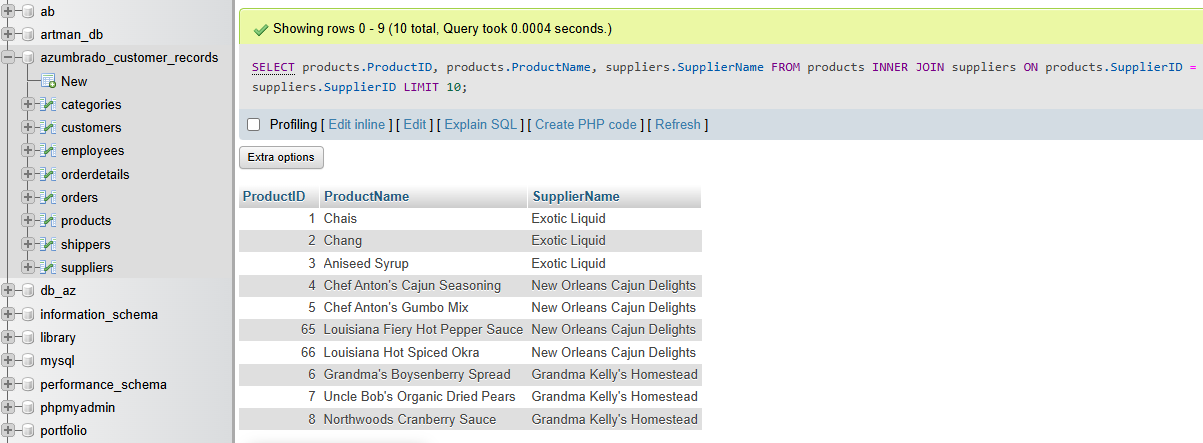 ab
artman_db
azumbrado_customer_records
New
categories
customers
employees
orderdetails
orders
products
shippers
suppliers
db_az
information_schema
library
mysql
performance_schema
phpmyadmin
portfolio
Showing rows 0 - 9 (10 total, Query took 0.0004 seconds.)
SELECT products.ProductID, products.ProductName, suppliers.SupplierName FROM products INNER JOIN suppliers ON products.SupplierID =
suppliers.SupplierID LIMIT 10;
Profiling [ Edit inline ] [ Edit ] [ Explain SQL ] [ Create PHP code ] [ Refresh ]
Extra options
ProductID ProductName SupplierName
1 Chais Exotic Liquid
2 Chang Exotic Liquid
3 Aniseed Syrup Exotic Liquid
4 Chef Anton's Cajun Seasoning New Orleans Cajun Delights
5 Chef Anton's Gumbo Mix New Orleans Cajun Delights
65 Louisiana Fiery Hot Pepper Sauce New Orleans Cajun Delights
66 Louisiana Hot Spiced Okra New Orleans Cajun Delights
6 Grandma's Boysenberry Spread Grandma Kelly's Homestead
7 Uncle Bob's Organic Dried Pears Grandma Kelly's Homestead
8 Northwoods Cranberry Sauce Grandma Kelly's Homestead